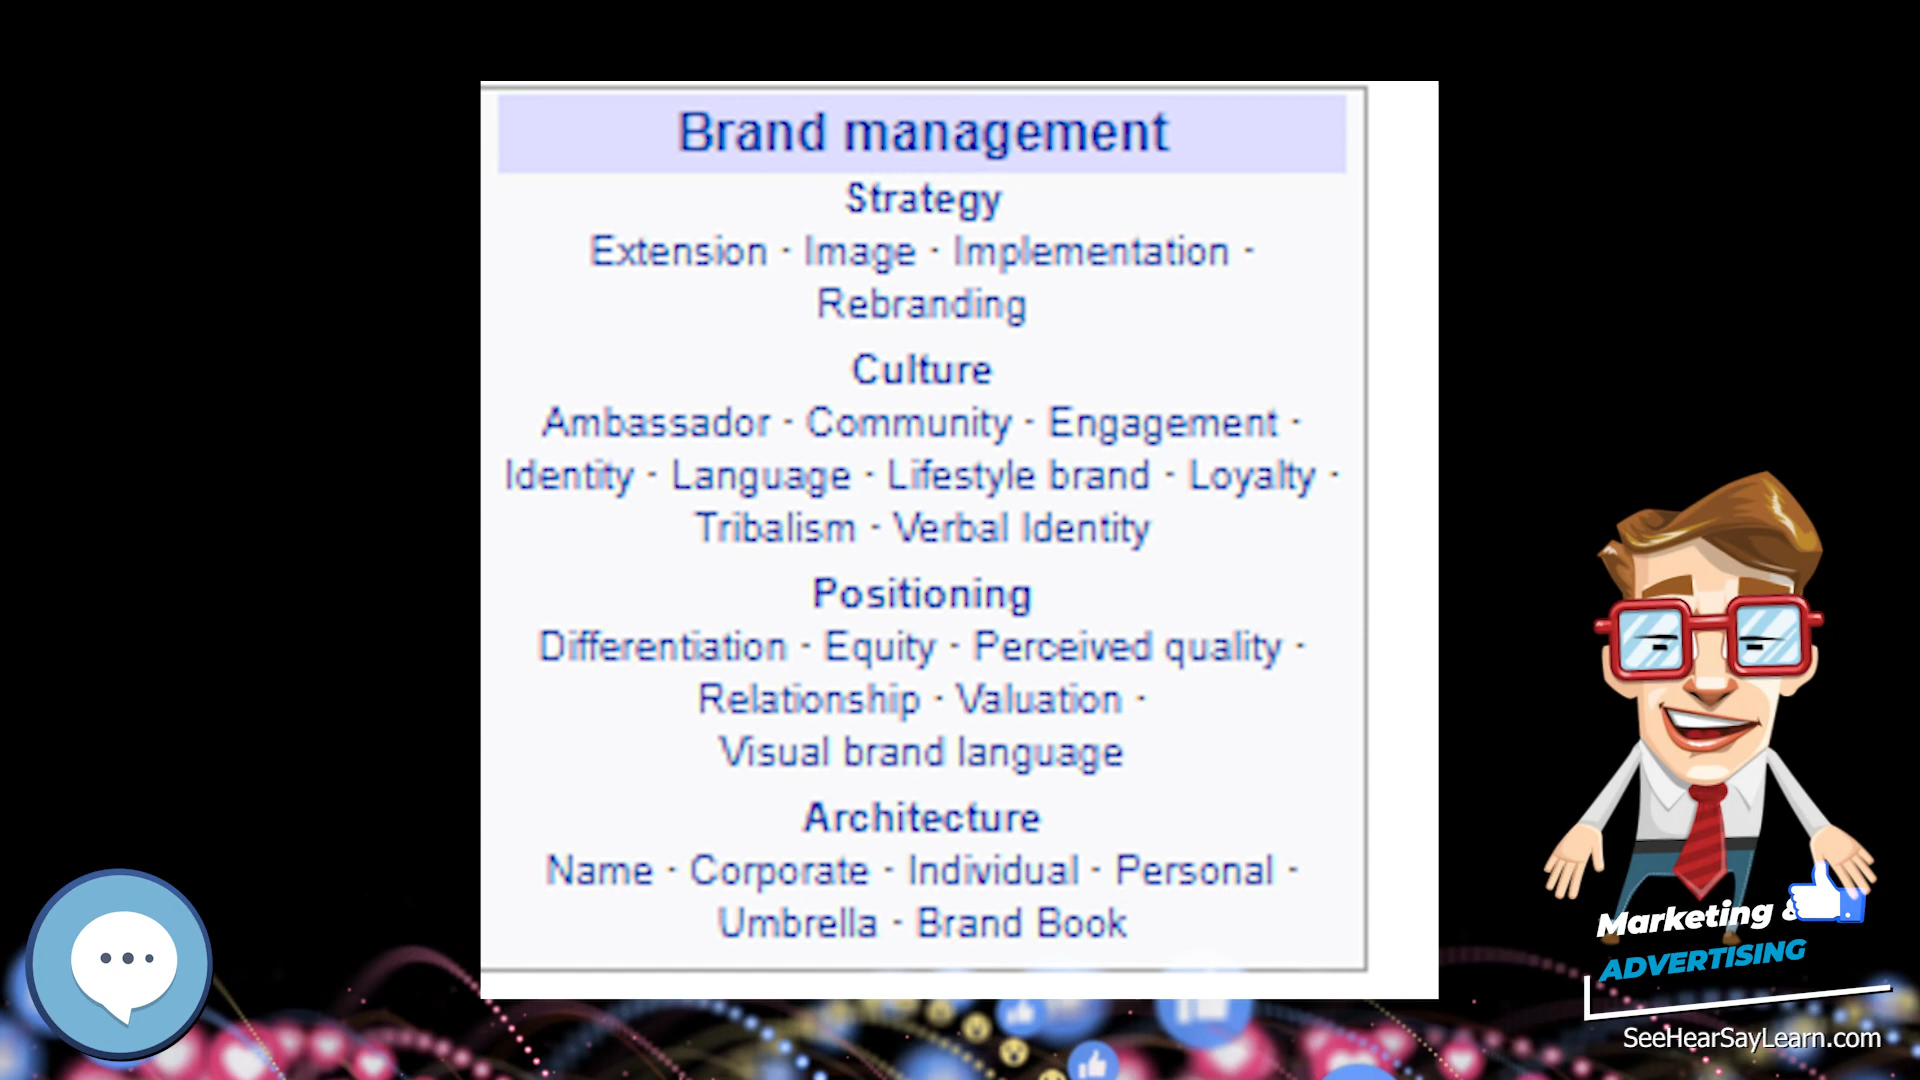 Brand management
Strategy
Extension · Image · Implementation ·
Rebranding
Culture
Ambassador · Community · Engagement ·
Identity · Language · Lifestyle brand · Loyalty ·
Tribalism · Verbal Identity
Positioning
Differentiation · Equity · Perceived quality ·
Relationship · Valuation ·
Visual brand language
Architecture
Name · Corporate · Individual · Personal ·
Umbrella · Brand Book
Marketing &
ADVERTISING
SeeHearSayLearn.com